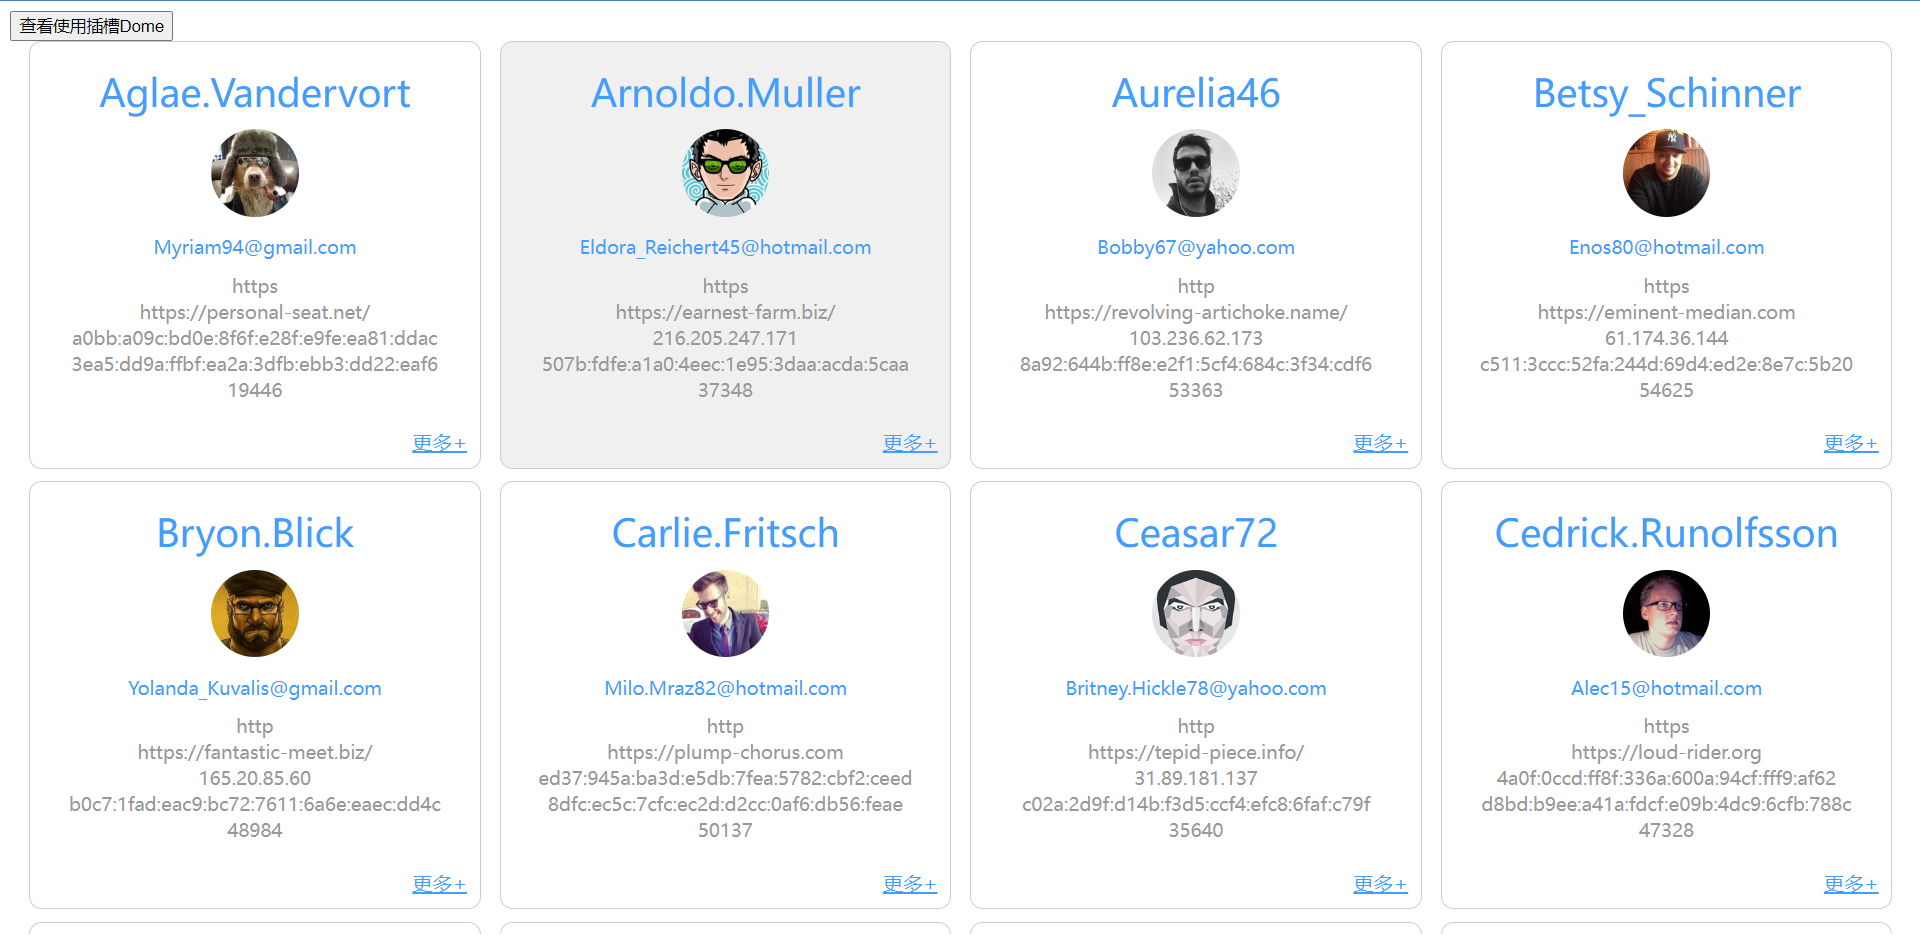 查看使用插槽Dome
Aglae.Vandervort
Myriam94@gmail.com
https
https://personal-seat.net/
a0bb:a09c:bd0e:8f6f:e28f:e9fe:ea81:ddac
3ea5:dd9a:ffbf:ea2a:3dfb:ebb3:dd22:eaf6
19446
更多+
Arnoldo.Muller
Eldora_Reichert45@hotmail.com
https
https://earnest-farm.biz/
216.205.247.171
507b:fdfe:a1a0:4eec:1e95:3daa:acda:5caa
37348
更多+
Aurelia46
Bobby67@yahoo.com
http
https://revolving-artichoke.name/
103.236.62.173
8a92:644b:ff8e:e2f1:5cf4:684c:3f34:cdf6
53363
更多+
Betsy_Schinner
Enos80@hotmail.com
https
https://eminent-median.com
61.174.36.144
c511:3ccc:52fa:244d:69d4:ed2e:8e7c:5b20
54625
更多+
Bryon.Blick
Yolanda_Kuvalis@gmail.com
http
https://fantastic-meet.biz/
165.20.85.60
b0c7:1fad:eac9:bc72:7611:6a6e:eaec:dd4c
48984
更多+
Carlie.Fritsch
Milo.Mraz82@hotmail.com
http
https://plump-chorus.com
ed37:945a:ba3d:e5db:7fea:5782:cbf2:ceed
8dfc:ec5c:7cfc:ec2d:d2cc:0af6:db56:feae
50137
更多+
Ceasar72
Britney.Hickle78@yahoo.com
http
https://tepid-piece.info/
31.89.181.137
c02a:2d9f:d14b:f3d5:ccf4:efc8:6faf:c79f
35640
更多+
Cedrick.Runolfsson
Alec15@hotmail.com
https
https://loud-rider.org
4a0f:0ccd:ff8f:336a:600a:94cf:fff9:af62
d8bd:b9ee:a41a:fdcf:e09b:4dc9:6cfb:788c
47328
更多+